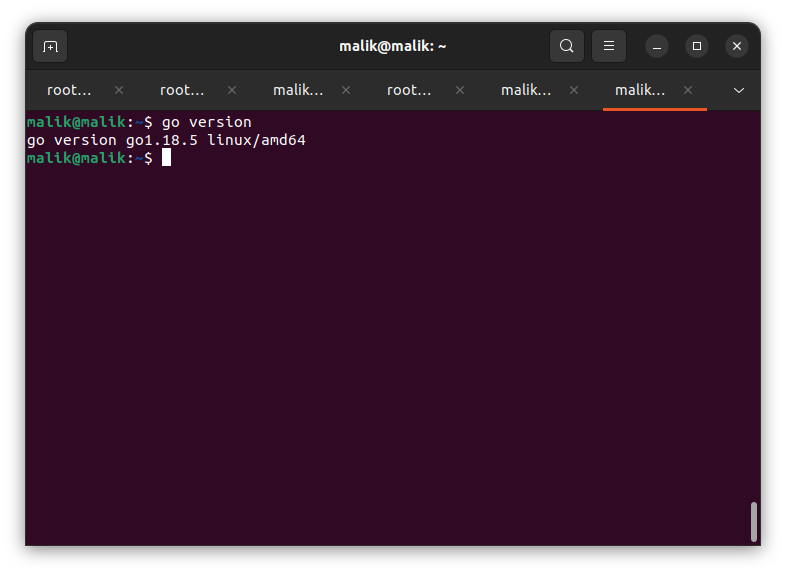 malik@malik: ~
root... root... malik... root... malik... malik...
malik@malik:~$ go version
go version go1.18.5 linux/amd64
malik@malik:~$